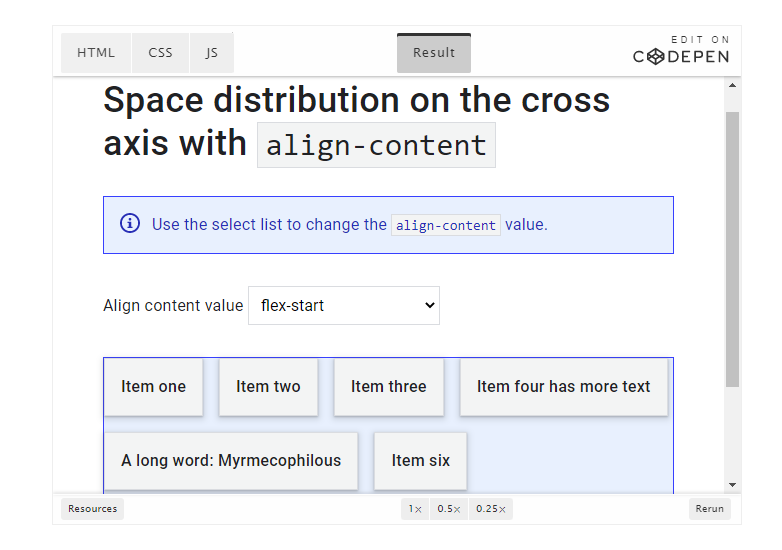 HTML CSS JS Result EDIT ON
CODEPEN
Space distribution on the cross
axis with align-content
Use the select list to change the align-content value.
Align content value flex-start
Item one Item two Item three Item four has more text
A long word: Myrmecophilous Item six
Resources 1× 0.5× 0.25× Rerun